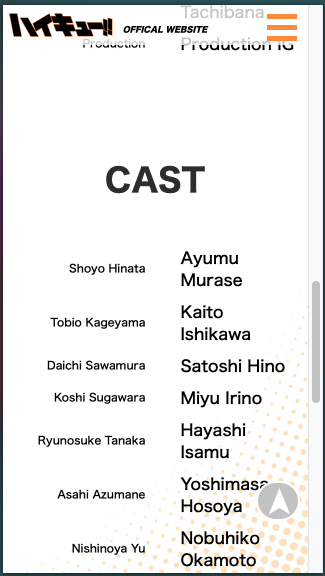 Tachibana
ハイキュー!! OFFICAL WEBSITE
Production Production IG
CAST
Shoyo Hinata Ayumu
Murase
Tobio Kageyama Kaito
Ishikawa
Daichi Sawamura Satoshi Hino
Koshi Sugawara Miyu Irino
Ryunosuke Tanaka Hayashi
Isamu
Asahi Azumane Yoshimasa
Hosoya
Nishinoya Yu Nobuhiko
Okamoto